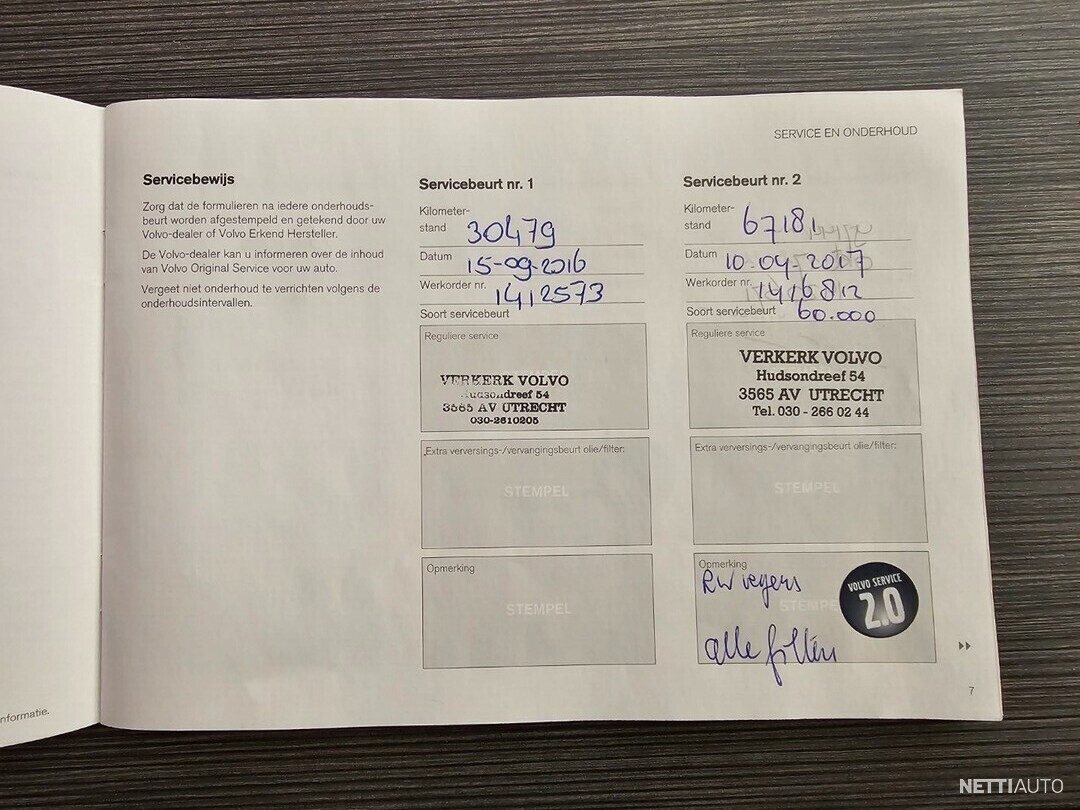 SERVICE EN ONDERHOUD
Servicebewijs
Zorg dat de formulieren na iedere onderhouds-
beurt worden afgestempeld en getekend door uw
Volvo-dealer of Volvo Erkend Hersteller.
De Volvo-dealer kan u informeren over de inhoud
van Volvo Original Service voor uw auto.
Vergeet niet onderhoud te verrichten volgens de
onderhoudsintervallen.
Servicebeurt nr. 1
Kilometer-
stand 30479
Datum 15-09-2016
Werkorder nr. 1412573
Soort servicebeurt
Reguliere service
VERKERK VOLVO
Hudsondreef 54
3565 AV UTRECHT
030-2610205
Extra verversings-/vervangingsbeurt olie/filter:
STEMPEL
Opmerking
STEMPEL
Servicebeurt nr. 2
Kilometer-
stand 67181
Datum 10-04-2017
Werkorder nr. 1416812
Soort servicebeurt 60.000
Reguliere service
VERKERK VOLVO
Hudsondreef 54
3565 AV UTRECHT
Tel. 030 - 266 02 44
Extra verversings-/vervangingsbeurt olie/filter:
STEMPEL
Opmerking
STEMPE
VOLVO SERVICE
2.0
alle
7
nformatie.
NETTIAUTO